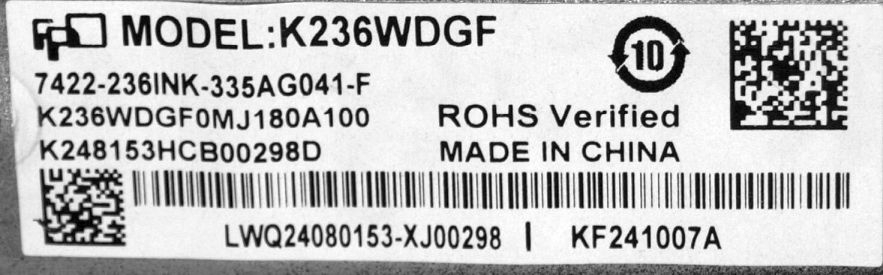 MODEL:K236WDGF
10
7422-236INK-335AG041-F
K236WDGF0MJ180A100
ROHS Verified
K248153HCB00298D
MADE IN CHINA
LWQ24080153-XJ00298 | KF241007A